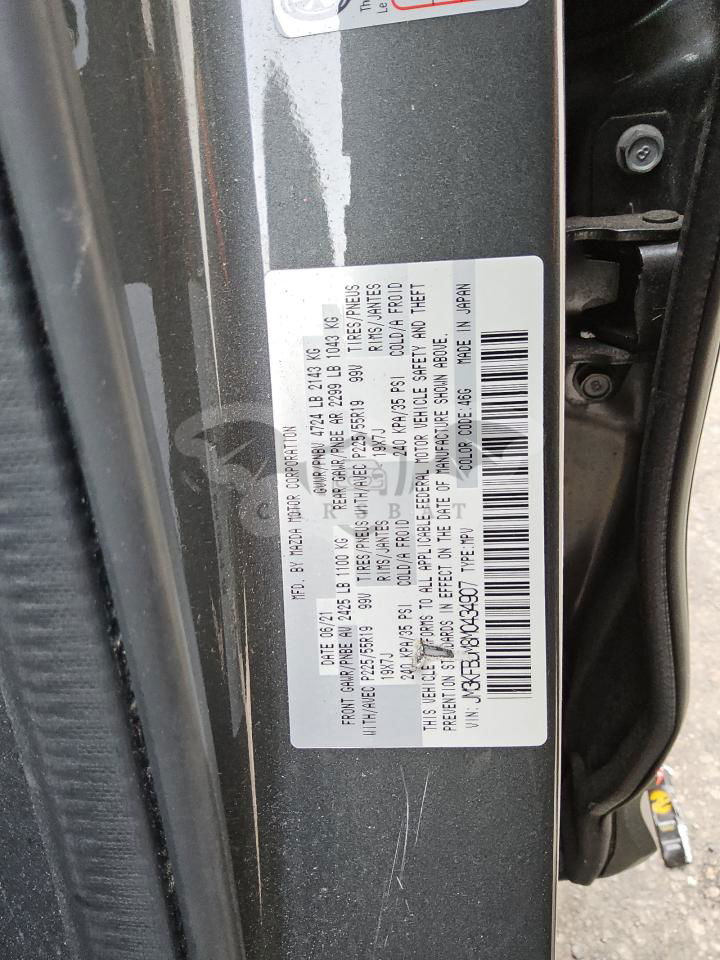 MFD. BY MAZDA MOTOR CORPORATION
DATE 06/21 GVWR/PNBV 4724 LB 2143 KG
FRONT GAWR/PNBE AV 2425 LB 1100 KG REAR GAWR/PNBE AR 2299 LB 1043 KG
WITH/AVEC P225/55R19 99V TIRES/PNEUS WITH/AVEC P225/55R19 99V TIRES/PNEUS
19X7J RIMS/JANTES 19X7J RIMS/JANTES
240 KPA/35 PSI COLD/A FROID 240 KPA/35 PSI COLD/A FROID
THIS VEHICLE CONFORMS TO ALL APPLICABLE FEDERAL MOTOR VEHICLE SAFETY AND THEFT
PREVENTION STANDARDS IN EFFECT ON THE DATE OF MANUFACTURE SHOWN ABOVE.
VIN: JM3KFBDM8M0434907 TYPE:MPV COLOR CODE:46G MADE IN JAPAN
CARSBAT
Th
Le